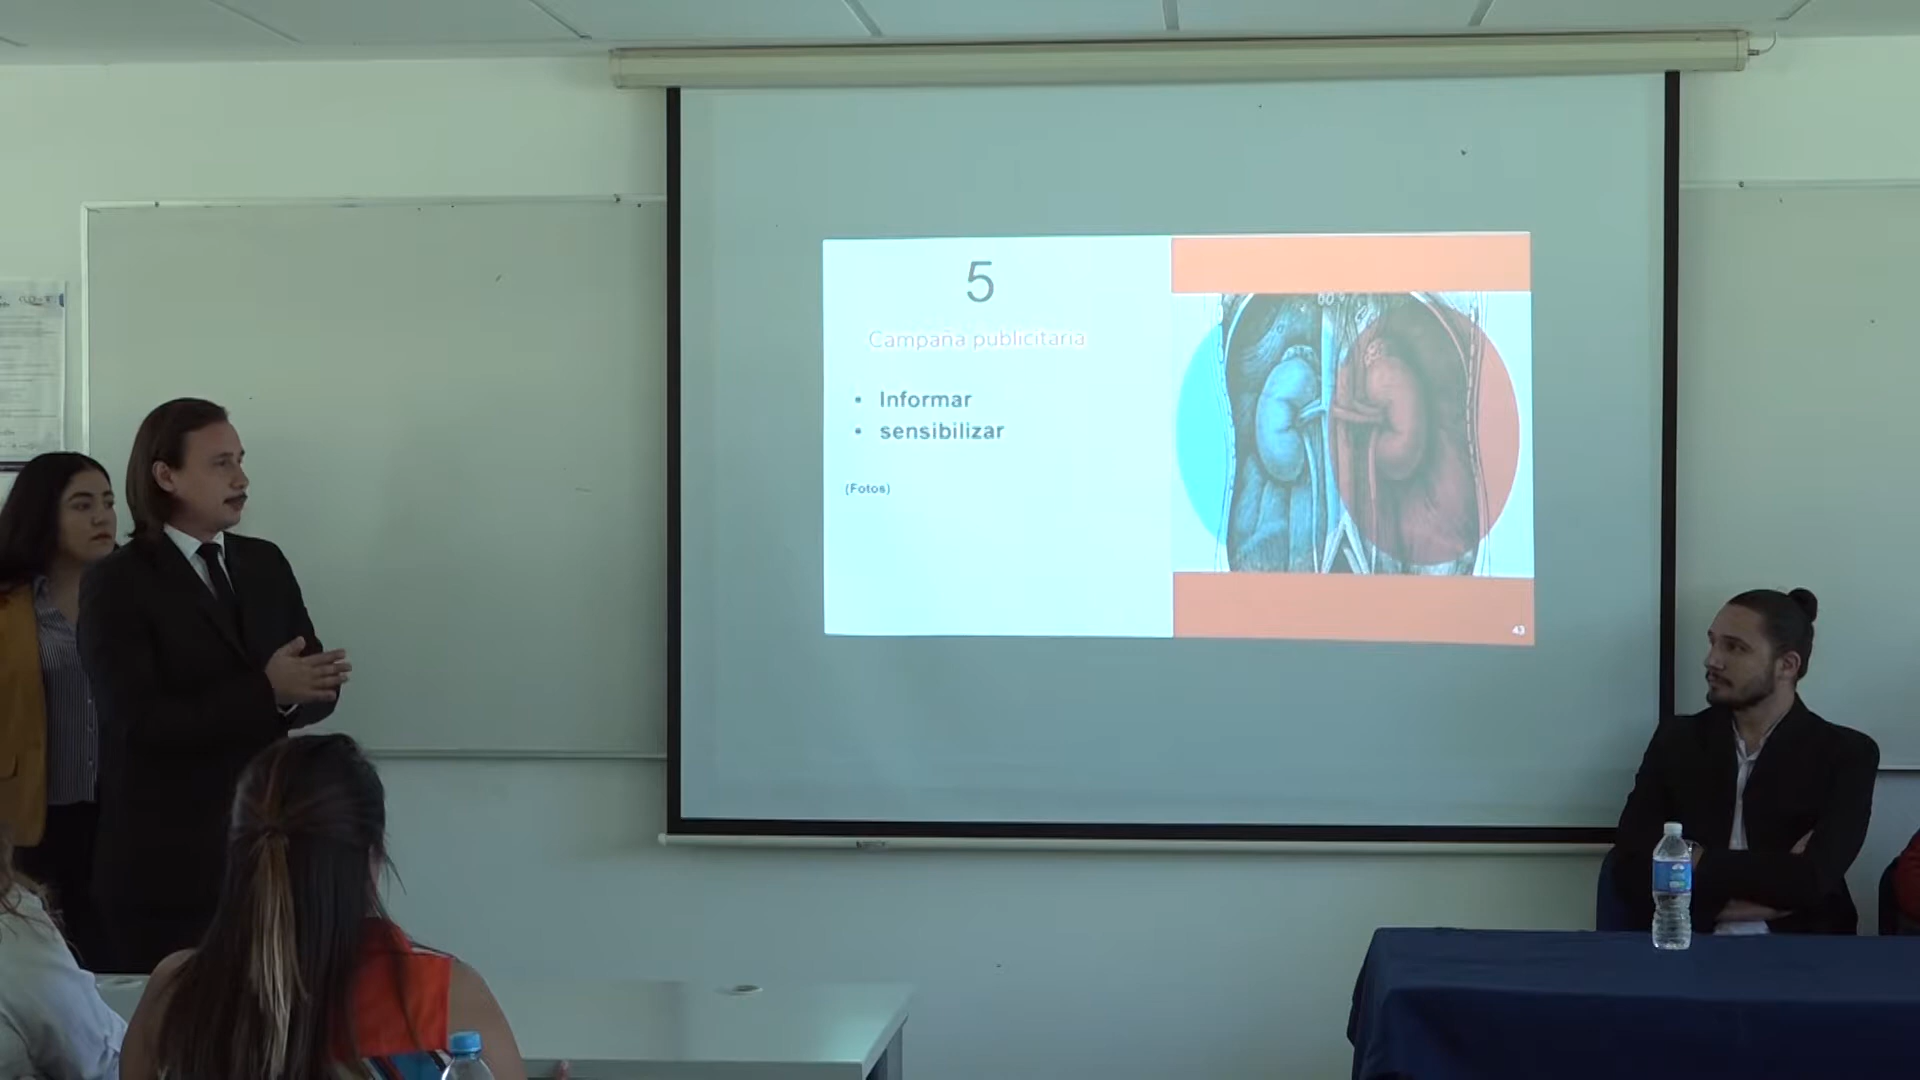 5
Campaña publicitaria
• Informar
• sensibilizar
(Fotos)
43